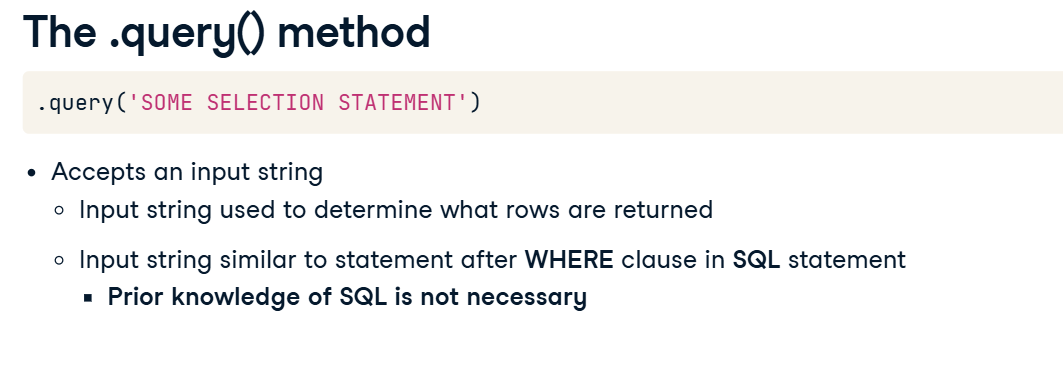 The .query() method
.query('SOME SELECTION STATEMENT')
Accepts an input string
Input string used to determine what rows are returned
Input string similar to statement after WHERE clause in SQL statement
Prior knowledge of SQL is not necessary